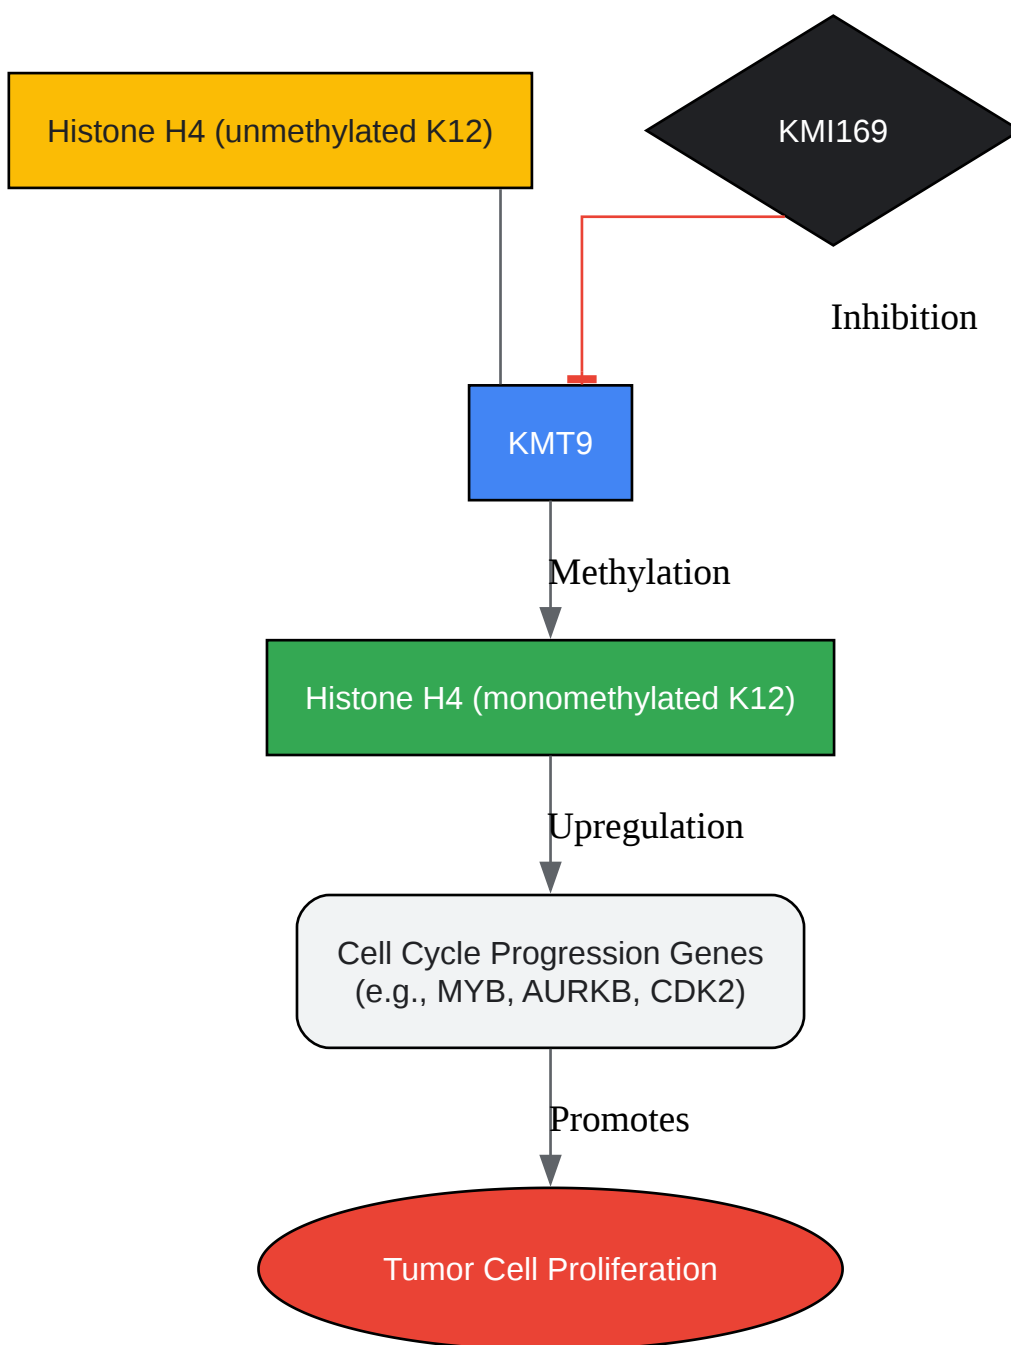 Histone H4 (unmethylated K12)
KMI169
Inhibition
KMT9
Methylation
Histone H4 (monomethylated K12)
Upregulation
Cell Cycle Progression Genes
(e.g., MYB, AURKB, CDK2)
Promotes
Tumor Cell Proliferation